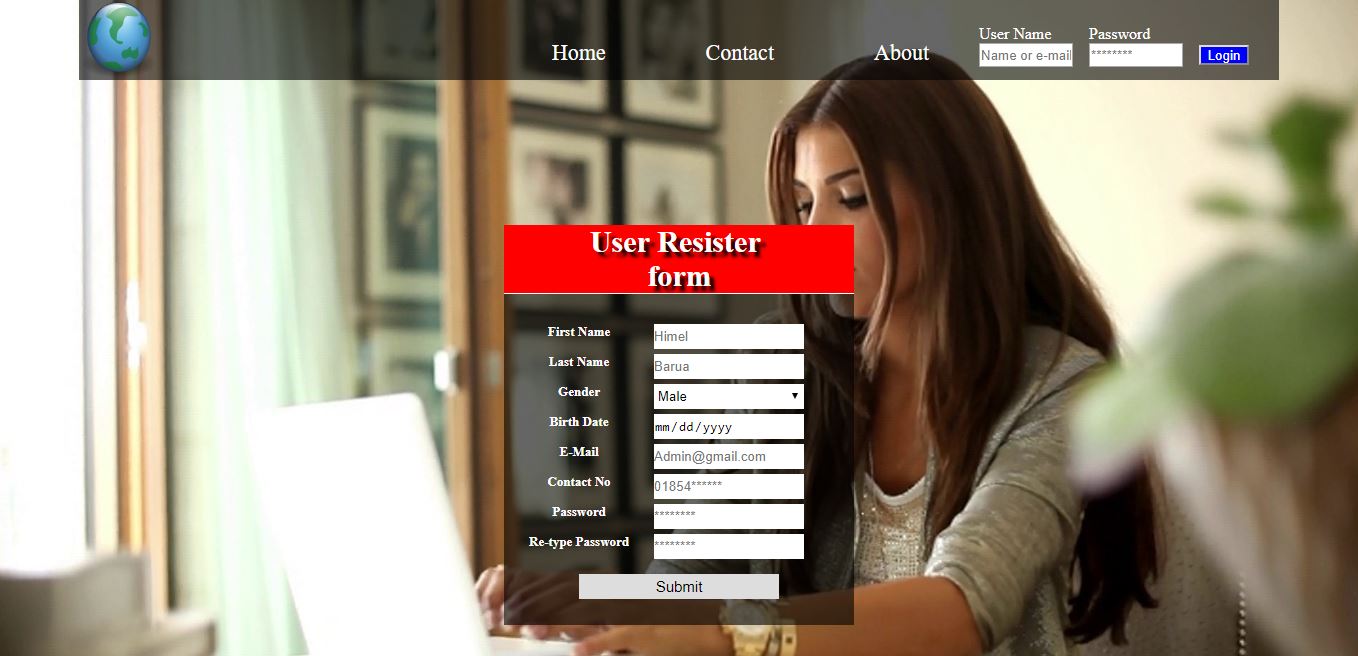 User Name Password
Home Contact About Name or e-mail ******** Login
User Resister
form
First Name Himel
Last Name Barua
Gender Male
Birth Date mm/dd/yyyy
E-Mail Admin@gmail.com
Contact No 01854******
Password ********
Re-type Password ********
Submit